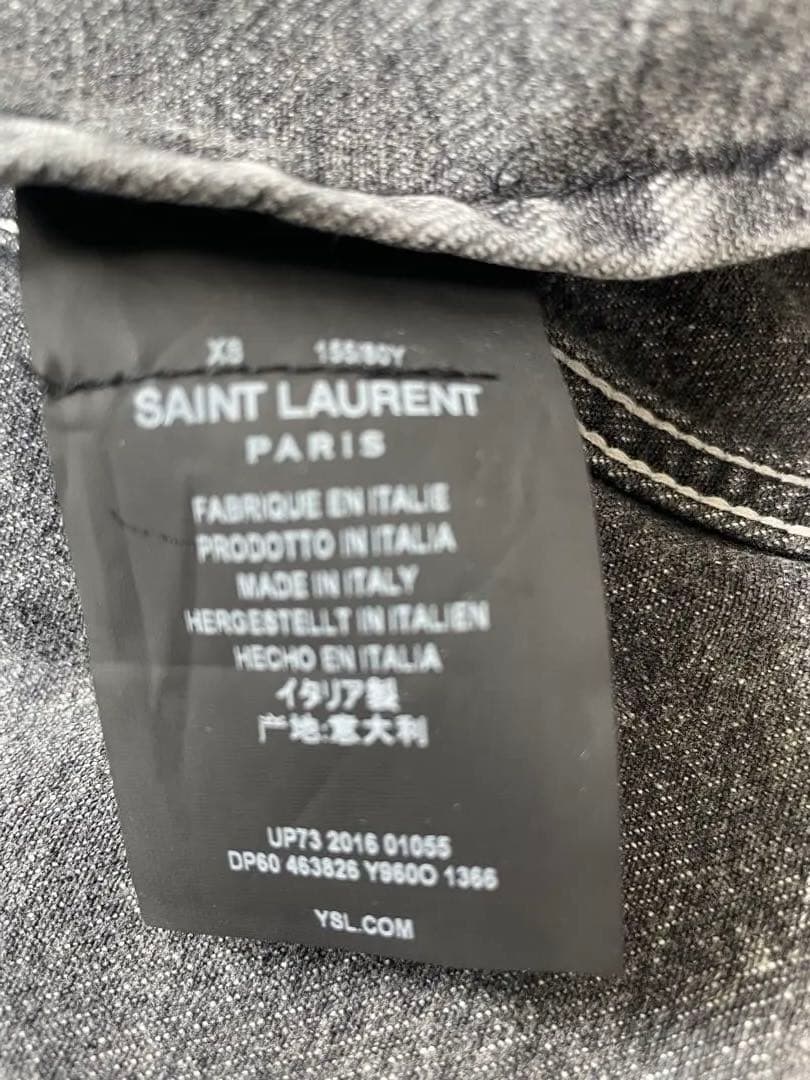 XS 155/80Y
SAINT LAURENT
PARIS
FABRIQUE EN ITALIE
PRODOTTO IN ITALIA
MADE IN ITALY
HERGESTELLT IN ITALIEN
HECHO EN ITALIA
イタリア製
产地:意大利
UP73 2016 01055
DP60 463826 Y960O 1366
YSL.COM